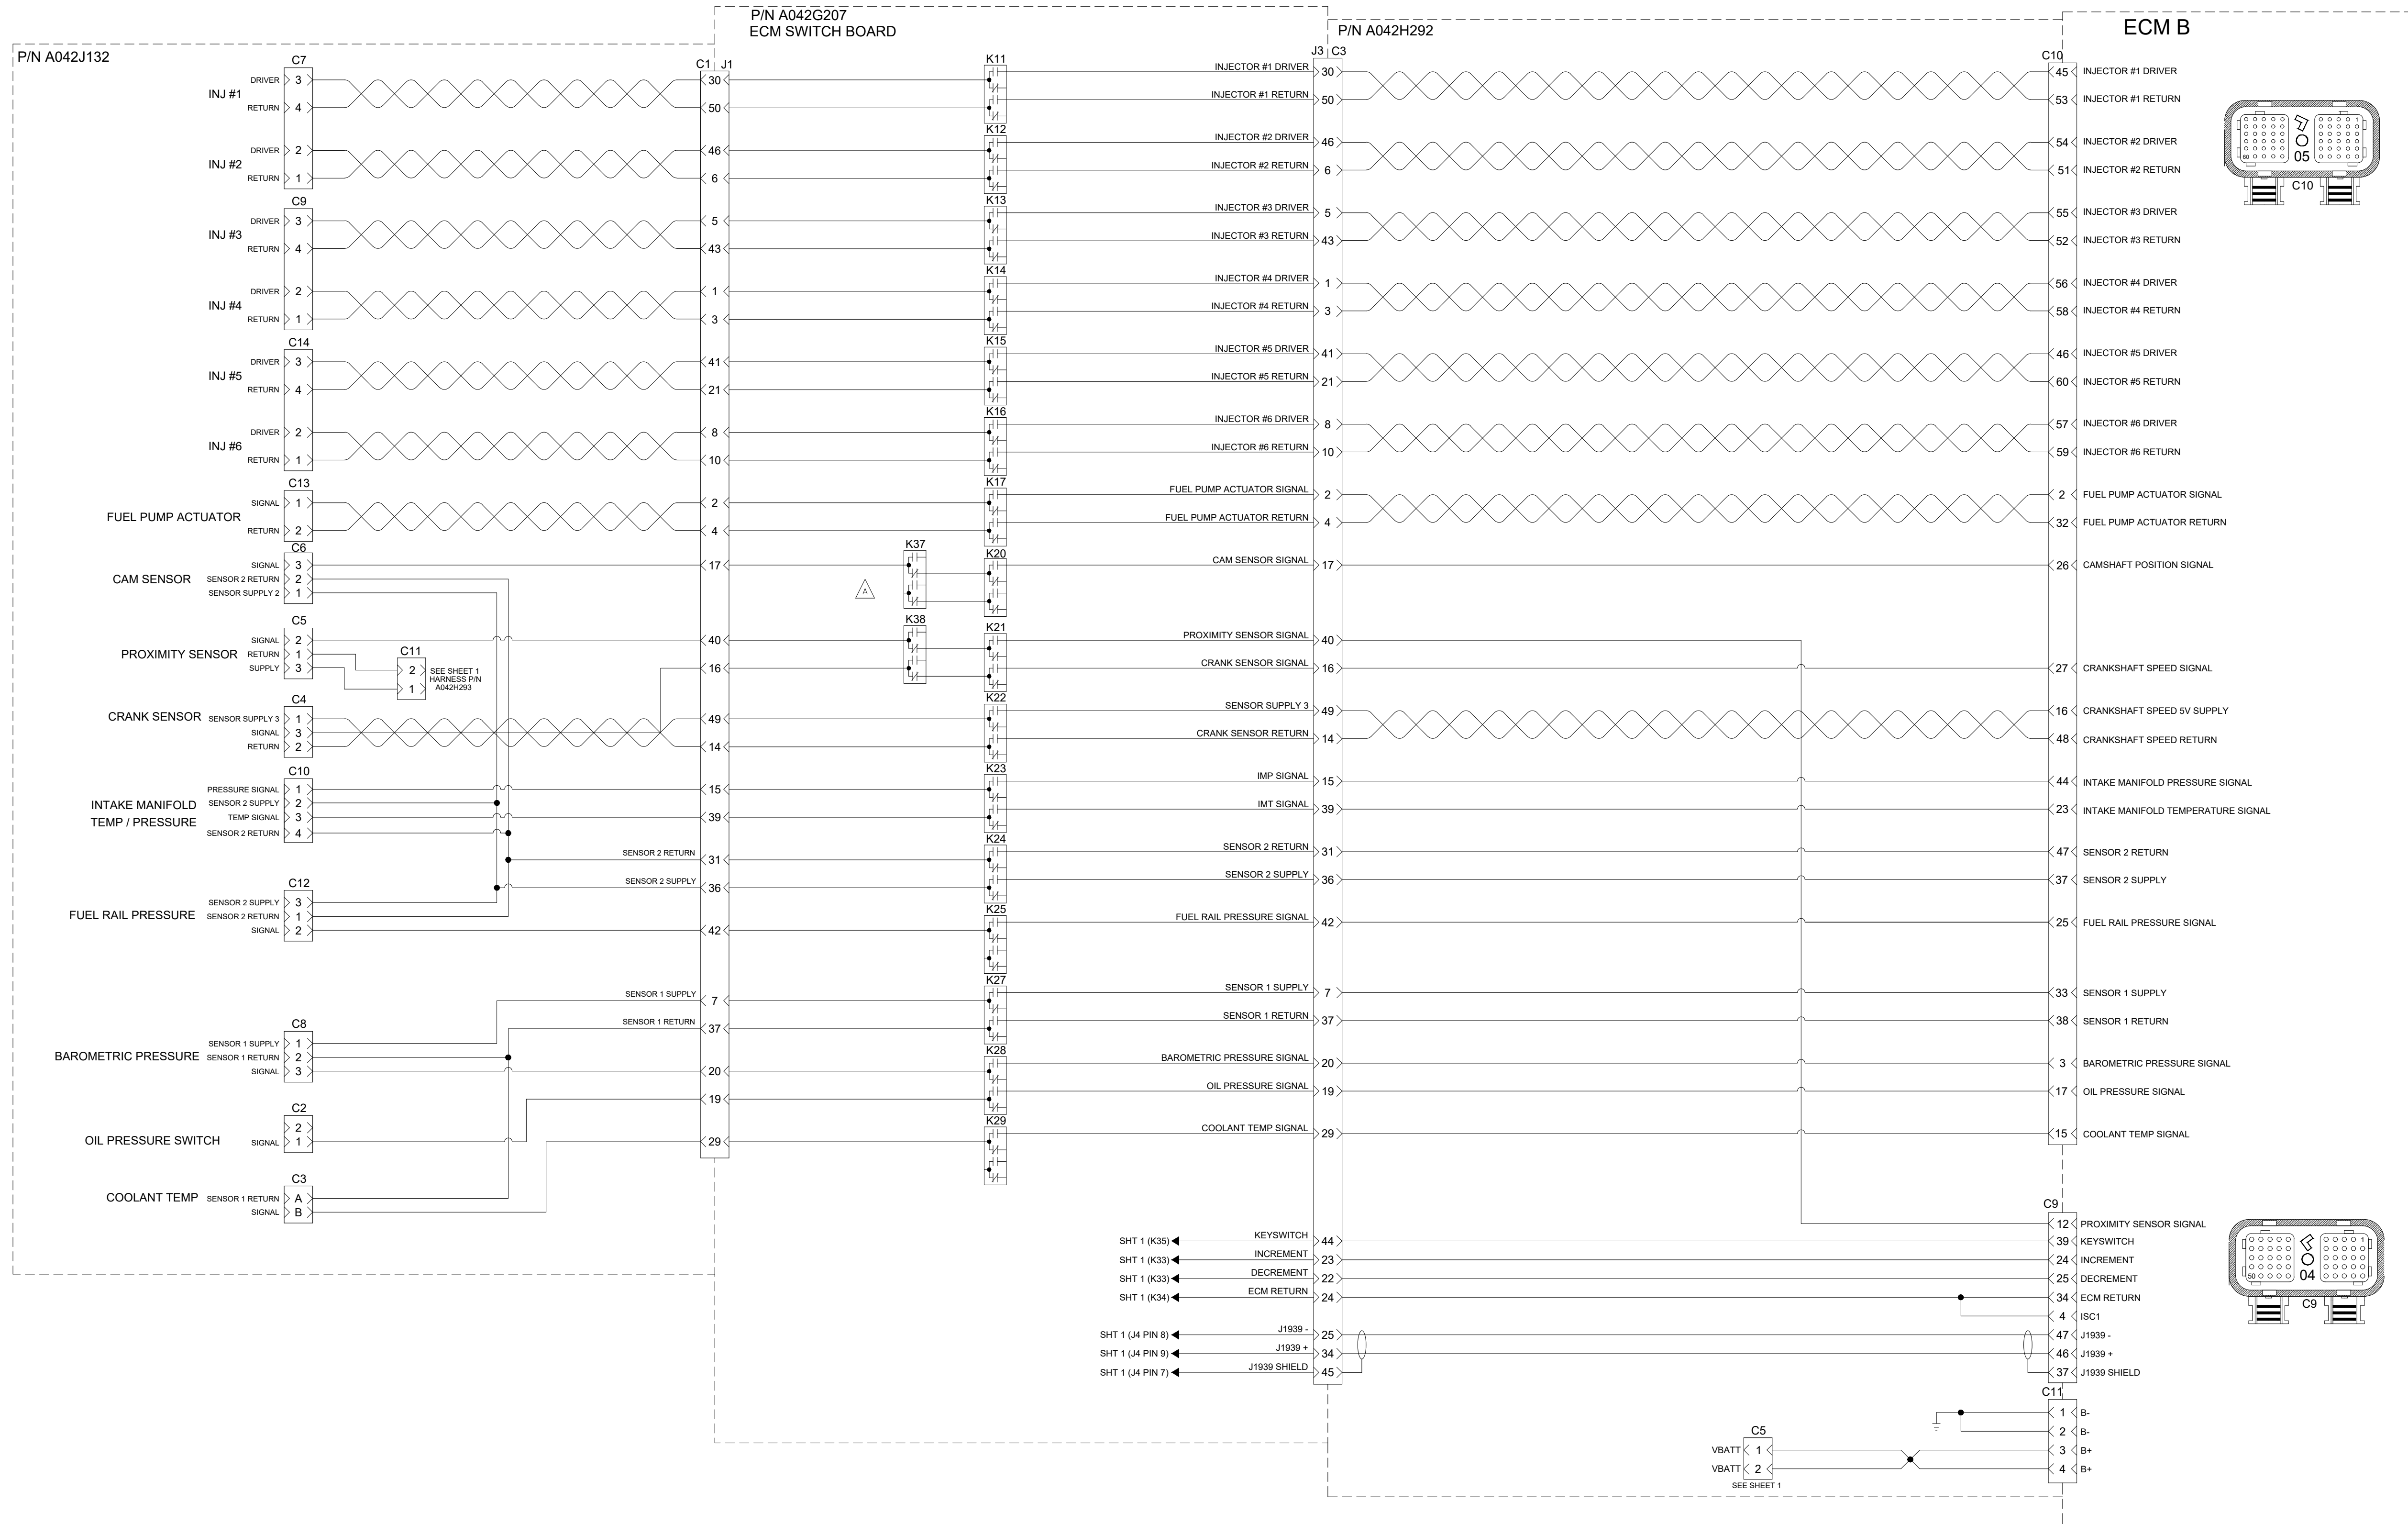 P/N A042J132
P/N A042G207
ECM SWITCH BOARD
P/N A042H292
ECM B
C7
INJ #1
DRIVER 3
RETURN 4
INJ #2
DRIVER 2
RETURN 1
C9
INJ #3
DRIVER 3
RETURN 4
INJ #4
DRIVER 2
RETURN 1
C14
INJ #5
DRIVER 3
RETURN 4
INJ #6
DRIVER 2
RETURN 1
C13
FUEL PUMP ACTUATOR
SIGNAL 1
RETURN 2
C6
CAM SENSOR
SIGNAL 3
SENSOR 2 RETURN 2
SENSOR SUPPLY 2 1
C5
PROXIMITY SENSOR
SIGNAL 2
RETURN 1
SUPPLY 3
C11
2
1
SEE SHEET 1
HARNESS P/N
A042H293
C4
CRANK SENSOR
SENSOR SUPPLY 3 1
SIGNAL 3
RETURN 2
C10
INTAKE MANIFOLD
TEMP / PRESSURE
PRESSURE SIGNAL 1
SENSOR 2 SUPPLY 2
TEMP SIGNAL 3
SENSOR 2 RETURN 4
C12
FUEL RAIL PRESSURE
SENSOR 2 SUPPLY 3
SENSOR 2 RETURN 1
SIGNAL 2
C8
BAROMETRIC PRESSURE
SENSOR 1 SUPPLY 1
SENSOR 1 RETURN 2
SIGNAL 3
C2
OIL PRESSURE SWITCH
2
SIGNAL 1
C3
COOLANT TEMP
SENSOR 1 RETURN A
SIGNAL B
C1 J1
30
50
46
6
5
43
1
3
41
21
8
10
2
4
17
40
16
49
14
15
39
SENSOR 2 RETURN 31
SENSOR 2 SUPPLY 36
42
SENSOR 1 SUPPLY 7
SENSOR 1 RETURN 37
20
19
29
K11
K12
K13
K14
K15
K16
K17
K37
K20
A
K38
K21
K22
K23
K24
K25
K27
K28
K29
J3 C3
INJECTOR #1 DRIVER 30
INJECTOR #1 RETURN 50
INJECTOR #2 DRIVER 46
INJECTOR #2 RETURN 6
INJECTOR #3 DRIVER 5
INJECTOR #3 RETURN 43
INJECTOR #4 DRIVER 1
INJECTOR #4 RETURN 3
INJECTOR #5 DRIVER 41
INJECTOR #5 RETURN 21
INJECTOR #6 DRIVER 8
INJECTOR #6 RETURN 10
FUEL PUMP ACTUATOR SIGNAL 2
FUEL PUMP ACTUATOR RETURN 4
CAM SENSOR SIGNAL 17
PROXIMITY SENSOR SIGNAL 40
CRANK SENSOR SIGNAL 16
SENSOR SUPPLY 3 49
CRANK SENSOR RETURN 14
IMP SIGNAL 15
IMT SIGNAL 39
SENSOR 2 RETURN 31
SENSOR 2 SUPPLY 36
FUEL RAIL PRESSURE SIGNAL 42
SENSOR 1 SUPPLY 7
SENSOR 1 RETURN 37
BAROMETRIC PRESSURE SIGNAL 20
OIL PRESSURE SIGNAL 19
COOLANT TEMP SIGNAL 29
SHT 1 (K35) KEYSWITCH 44
SHT 1 (K33) INCREMENT 23
SHT 1 (K33) DECREMENT 22
SHT 1 (K34) ECM RETURN 24
SHT 1 (J4 PIN 8) J1939 - 25
SHT 1 (J4 PIN 9) J1939 + 34
SHT 1 (J4 PIN 7) J1939 SHIELD 45
C10
45 INJECTOR #1 DRIVER
53 INJECTOR #1 RETURN
54 INJECTOR #2 DRIVER
51 INJECTOR #2 RETURN
55 INJECTOR #3 DRIVER
52 INJECTOR #3 RETURN
56 INJECTOR #4 DRIVER
58 INJECTOR #4 RETURN
46 INJECTOR #5 DRIVER
60 INJECTOR #5 RETURN
57 INJECTOR #6 DRIVER
59 INJECTOR #6 RETURN
2 FUEL PUMP ACTUATOR SIGNAL
32 FUEL PUMP ACTUATOR RETURN
26 CAMSHAFT POSITION SIGNAL
27 CRANKSHAFT SPEED SIGNAL
16 CRANKSHAFT SPEED 5V SUPPLY
48 CRANKSHAFT SPEED RETURN
44 INTAKE MANIFOLD PRESSURE SIGNAL
23 INTAKE MANIFOLD TEMPERATURE SIGNAL
47 SENSOR 2 RETURN
37 SENSOR 2 SUPPLY
25 FUEL RAIL PRESSURE SIGNAL
33 SENSOR 1 SUPPLY
38 SENSOR 1 RETURN
3 BAROMETRIC PRESSURE SIGNAL
17 OIL PRESSURE SIGNAL
15 COOLANT TEMP SIGNAL
C9
12 PROXIMITY SENSOR SIGNAL
39 KEYSWITCH
24 INCREMENT
25 DECREMENT
34 ECM RETURN
4 ISC1
47 J1939 -
46 J1939 +
37 J1939 SHIELD
C11
1 B-
2 B-
3 B+
4 B+
C5
VBATT 1
VBATT 2
SEE SHEET 1
1
60
05
C10
1
50
04
C9